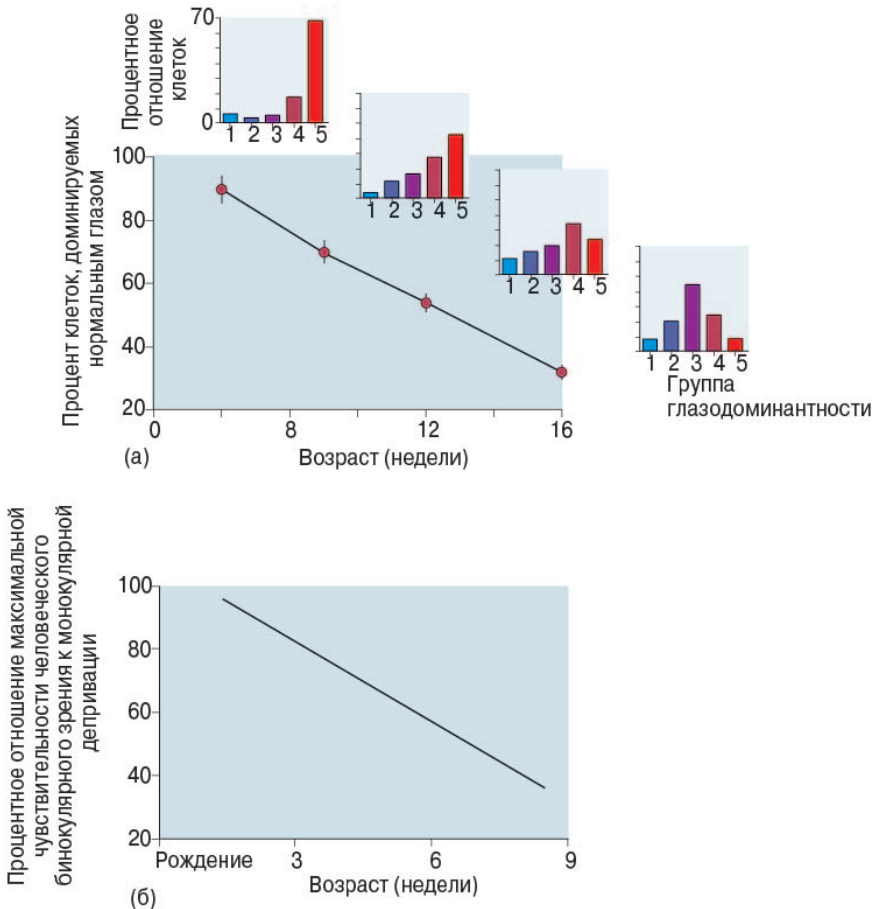 Процентное
отношение
клеток
70
0
1 2 3 4 5
1 2 3 4 5
1 2 3 4 5
1 2 3 4 5
Группа
глазодоминантности
Процент клеток, доминируемых
нормальным глазом
100
80
60
40
20
0 8 12 16
(а) Возраст (недели)
Процентное отношение максимальной
чувствительности человеческого
бинокулярного зрения к монокулярной
депривации
100
80
60
40
20
Рождение 3 6 9
Возраст (недели)
(б)